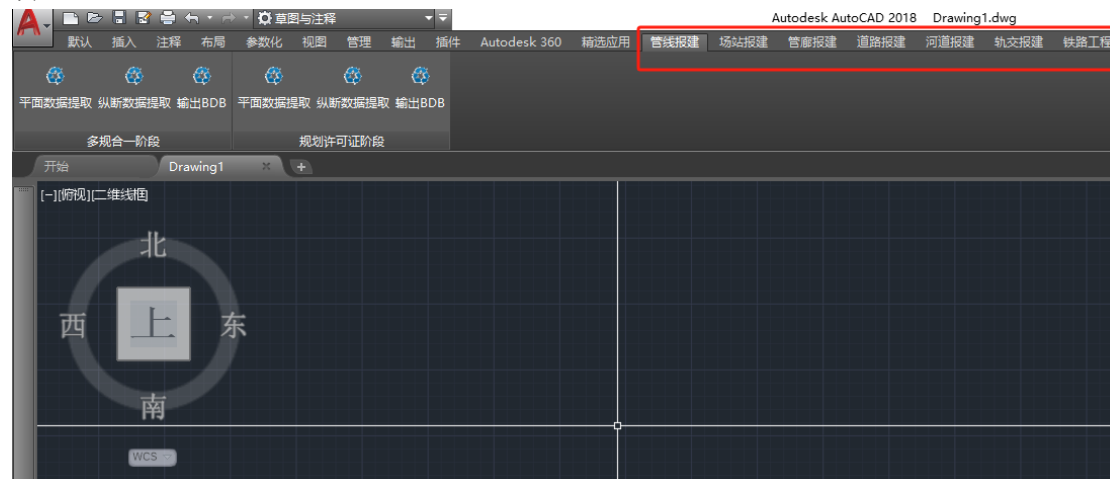 草图与注释 Autodesk AutoCAD 2018 Drawing1.dwg
默认 插入 注释 布局 参数化 视图 管理 输出 插件 Autodesk 360 精选应用 管线报建 场站报建 管廊报建 道路报建 河道报建 轨交报建 铁路工程
平面数据提取 纵断数据提取 输出BDB 平面数据提取 纵断数据提取 输出BDB
多规合一阶段 规划许可证阶段
开始 Drawing1
[-][俯视][二维线框]
北
西 上 东
南
WCS